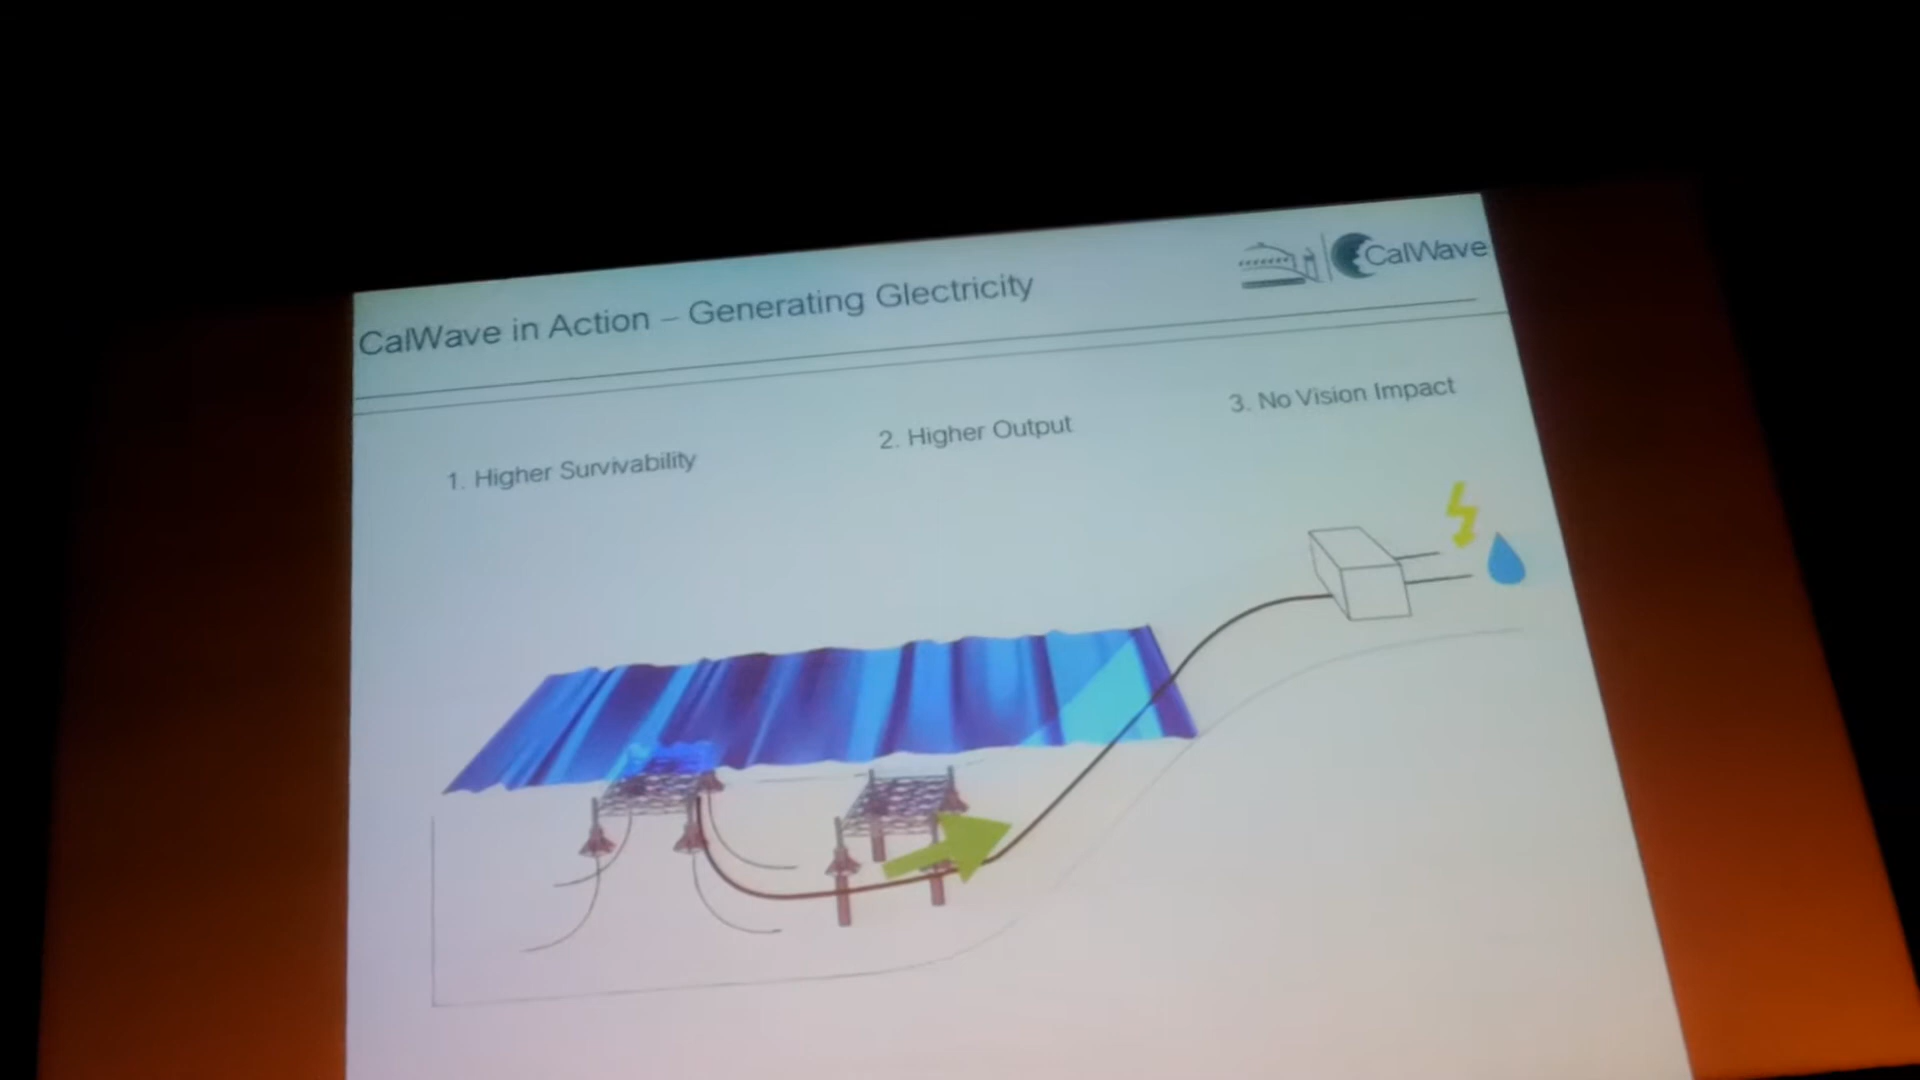 CalWave
CalWave in Action – Generating Glectricity
1. Higher Survivability
2. Higher Output
3. No Vision Impact